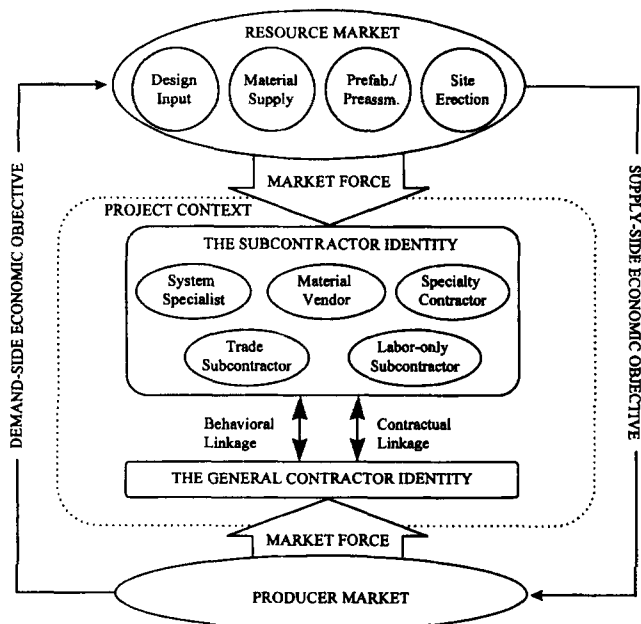 RESOURCE MARKET
Design
Input
Material
Supply
Prefab./
Preassm.
Site
Erection
MARKET FORCE
PROJECT CONTEXT
THE SUBCONTRACTOR IDENTITY
System
Specialist
Material
Vendor
Specialty
Contractor
Trade
Subcontractor
Labor-only
Subcontractor
Behavioral
Linkage
Contractual
Linkage
THE GENERAL CONTRACTOR IDENTITY
MARKET FORCE
PRODUCER MARKET
DEMAND-SIDE ECONOMIC OBJECTIVE
SUPPLY-SIDE ECONOMIC OBJECTIVE